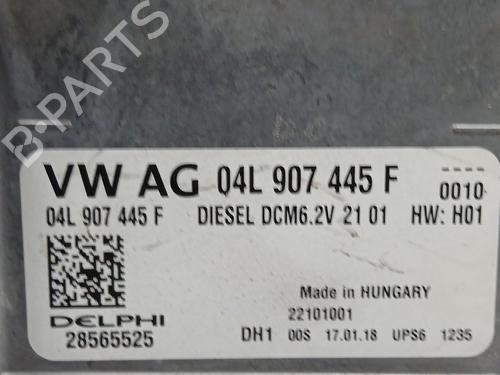 B-PARTS
VW AG 04L 907 445 F 0010
04L 907 445 F DIESEL DCM6.2V 21 01 HW: H01
Made in HUNGARY
DELPHI 22101001
28565525 DH1 00S 17.01.18 UPS6 1235